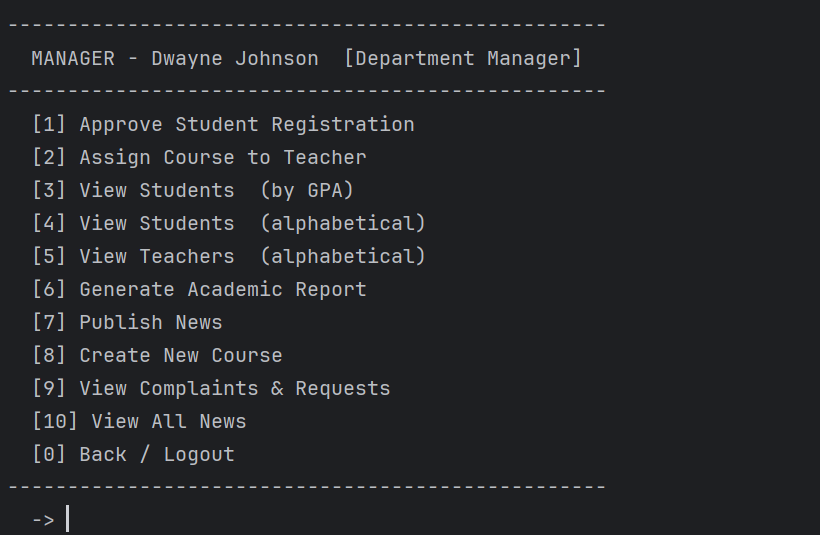 --------------------------------------------------
  MANAGER - Dwayne Johnson  [Department Manager]
--------------------------------------------------
  [1] Approve Student Registration
  [2] Assign Course to Teacher
  [3] View Students  (by GPA)
  [4] View Students  (alphabetical)
  [5] View Teachers  (alphabetical)
  [6] Generate Academic Report
  [7] Publish News
  [8] Create New Course
  [9] View Complaints & Requests
  [10] View All News
  [0] Back / Logout
--------------------------------------------------
  ->